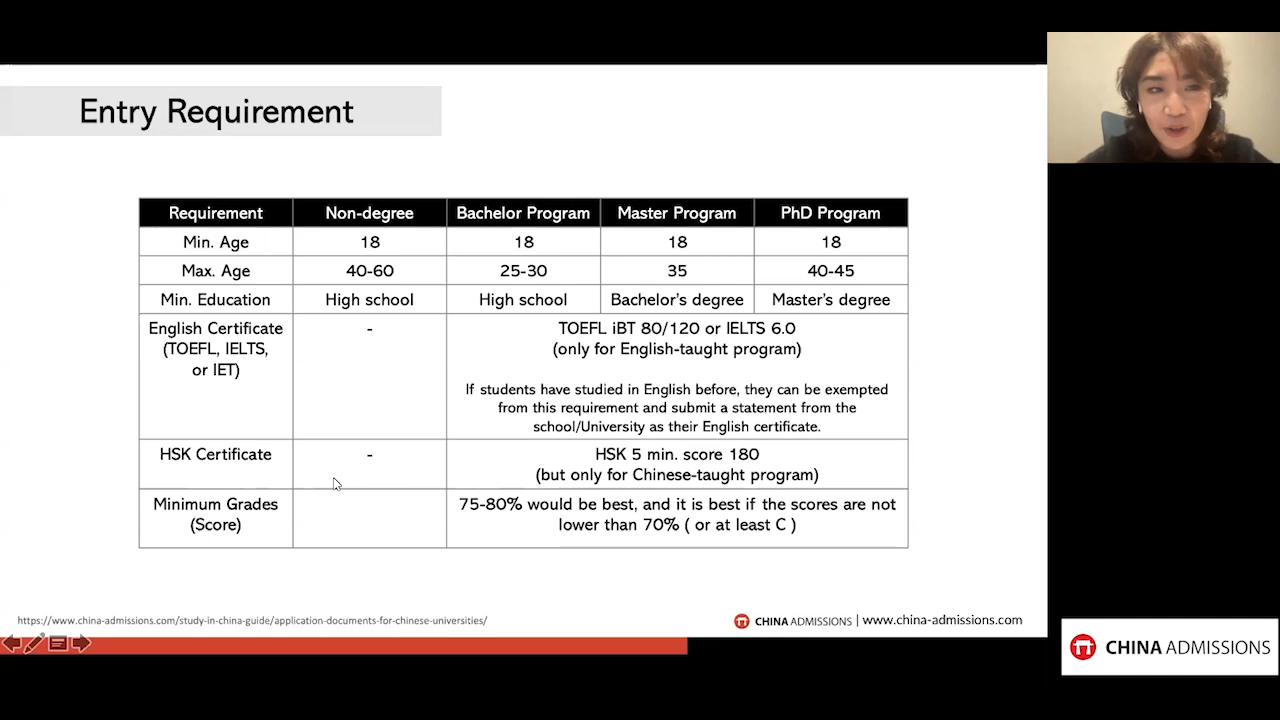 Entry Requirement
Requirement Non-degree Bachelor Program Master Program PhD Program
Min. Age 18 18 18 18
Max. Age 40-60 25-30 35 40-45
Min. Education High school High school Bachelor's degree Master's degree
English Certificate
(TOEFL, IELTS,
or IET)
-
TOEFL iBT 80/120 or IELTS 6.0
(only for English-taught program)
If students have studied in English before, they can be exempted
from this requirement and submit a statement from the
school/University as their English certificate.
HSK Certificate
-
HSK 5 min. score 180
(but only for Chinese-taught program)
Minimum Grades
(Score)
75-80% would be best, and it is best if the scores are not
lower than 70% ( or at least C )
https://www.china-admissions.com/study-in-china-guide/application-documents-for-chinese-universities/
CHINA ADMISSIONS | www.china-admissions.com
CHINA ADMISSIONS